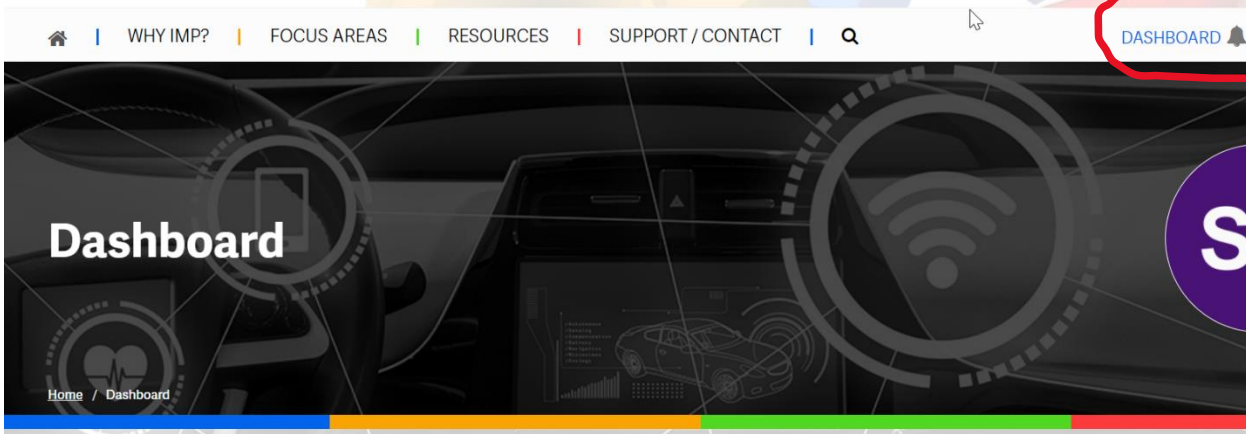 WHY IMP? | FOCUS AREAS | RESOURCES | SUPPORT / CONTACT | DASHBOARD
Dashboard
S
Home / Dashboard